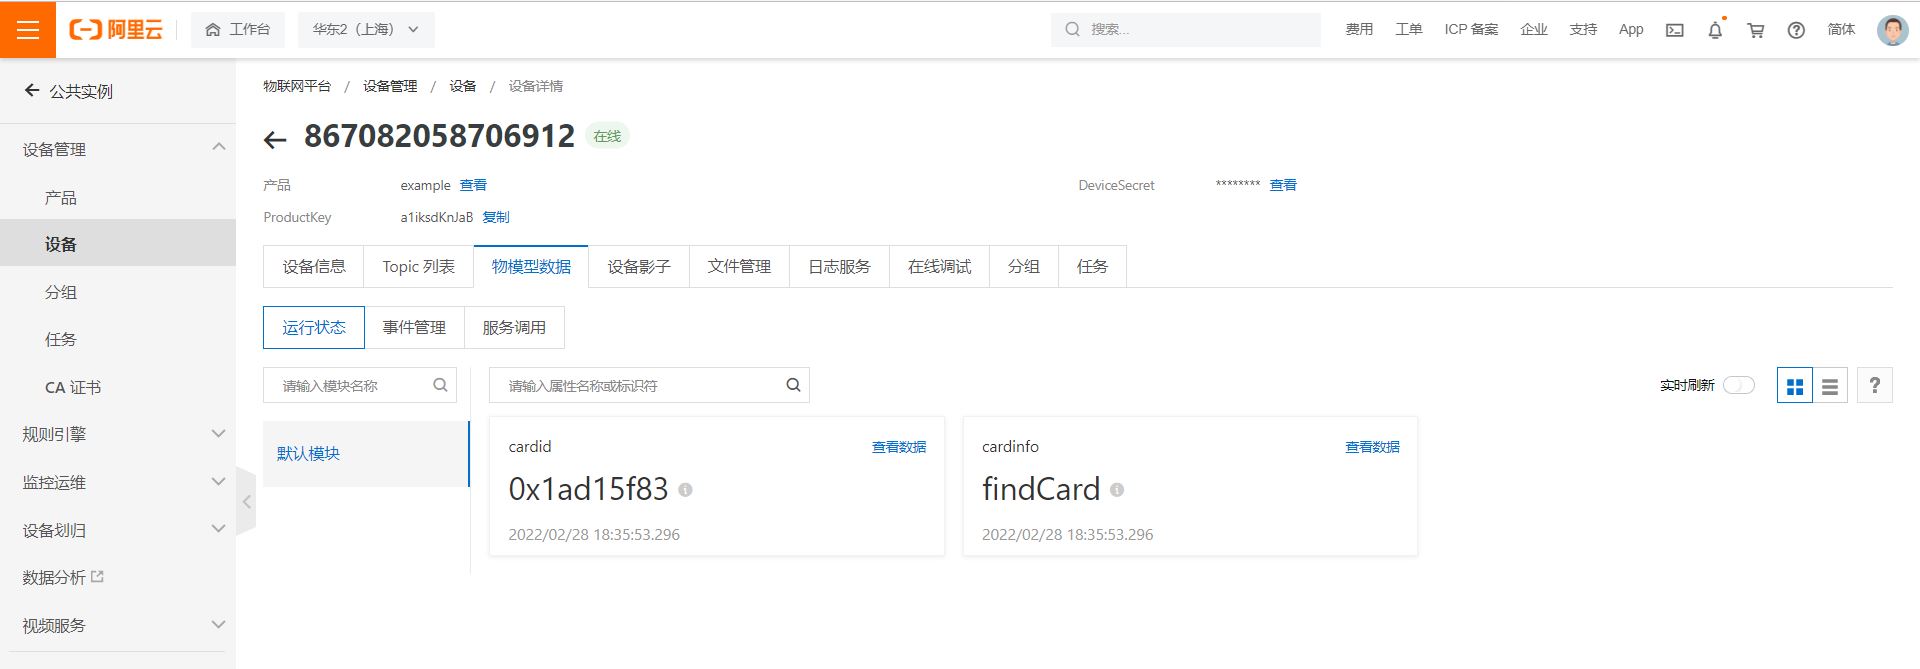 阿里云
工作台
华东2（上海）
搜索...
费用
工单
ICP 备案
企业
支持
App
简体
公共实例
设备管理
产品
设备
分组
任务
CA 证书
规则引擎
监控运维
设备划归
数据分析
视频服务
物联网平台 / 设备管理 / 设备 / 设备详情
867082058706912 在线
产品 example 查看
DeviceSecret ******** 查看
ProductKey a1iksdKnJaB 复制
设备信息 Topic 列表 物模型数据 设备影子 文件管理 日志服务 在线调试 分组 任务
运行状态 事件管理 服务调用
请输入模块名称
请输入属性名称或标识符
实时刷新
?
默认模块
cardid 查看数据
0x1ad15f83
2022/02/28 18:35:53.296
cardinfo 查看数据
findCard
2022/02/28 18:35:53.296